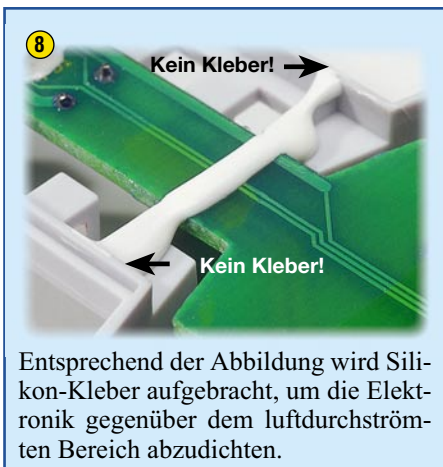 8
Kein Kleber!
Kein Kleber!
Entsprechend der Abbildung wird Sili-
kon-Kleber aufgebracht, um die Elekt-
ronik gegenüber dem luftdurchström-
ten Bereich abzudichten.